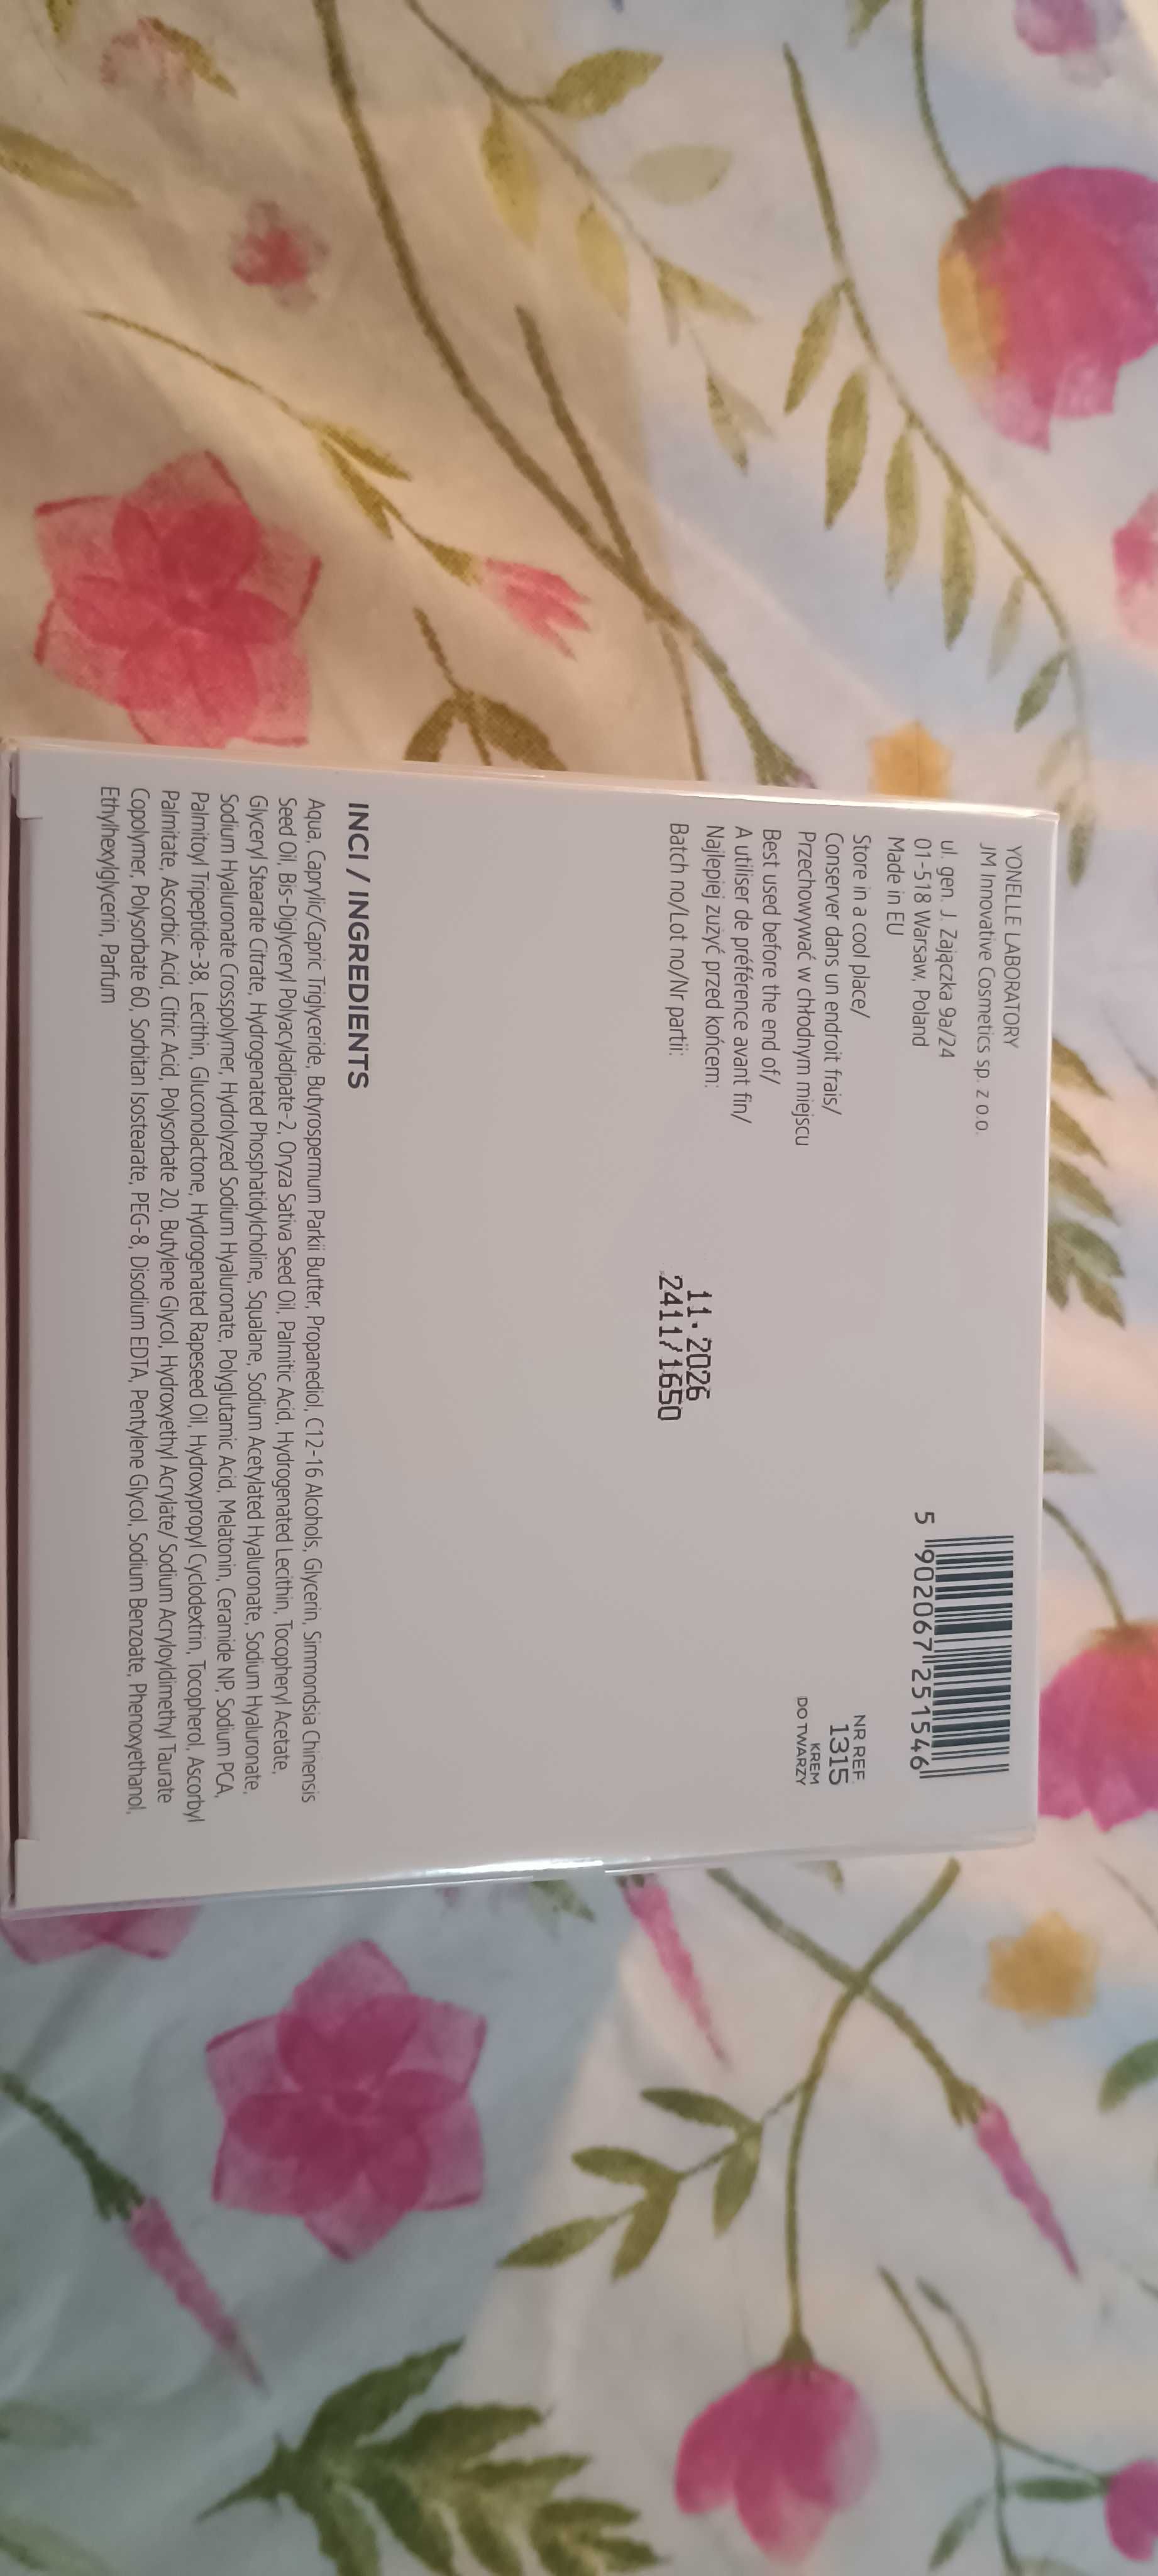 YONELLE LABORATORY
JM Innovative Cosmetics sp. z o.o.
ul. gen. J. Zajączka 9a/24
01-518 Warsaw, Poland
Made in EU
Store in a cool place/
Conserver dans un endroit frais/
Przechowywać w chłodnym miejscu
Best used before the end of/
A utiliser de préférence avant fin/
Najlepiej zużyć przed końcem:
Batch no/Lot no/Nr partii:
11.2026
2411/1650
5 902067 251546
NR REF.
1315
KREM
DO TWARZY
INCI / INGREDIENTS
Aqua, Caprylic/Capric Triglyceride, Butyrospermum Parkii Butter, Propanediol, C12-16 Alcohols, Glycerin, Simmondsia Chinensis
Seed Oil, Bis-Diglyceryl Polyacyladipate-2, Oryza Sativa Seed Oil, Palmitic Acid, Hydrogenated Lecithin, Tocopheryl Acetate,
Glyceryl Stearate Citrate, Hydrogenated Phosphatidylcholine, Squalane, Sodium Acetylated Hyaluronate, Sodium Hyaluronate,
Sodium Hyaluronate Crosspolymer, Hydrolyzed Sodium Hyaluronate, Polyglutamic Acid, Melatonin, Ceramide NP, Sodium PCA,
Palmitoyl Tripeptide-38, Lecithin, Gluconolactone, Hydrogenated Rapeseed Oil, Hydroxypropyl Cyclodextrin, Tocopherol, Ascorbyl
Palmitate, Ascorbic Acid, Citric Acid, Polysorbate 20, Butylene Glycol, Hydroxyethyl Acrylate/ Sodium Acryloyldimethyl Taurate
Copolymer, Polysorbate 60, Sorbitan Isostearate, PEG-8, Disodium EDTA, Pentylene Glycol, Sodium Benzoate, Phenoxyethanol,
Ethylhexylglycerin, Parfum